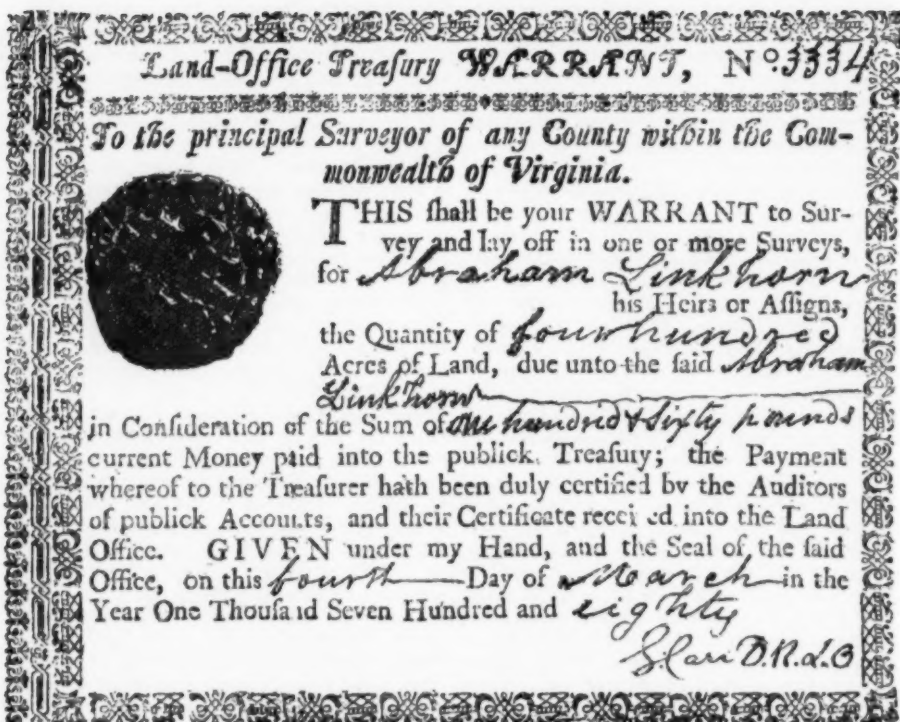 Land-Office Treaſury WARRANT, No. 3334
To the principal Surveyor of any County within the Com-
monwealth of Virginia.
THIS ſhall be your WARRANT to Sur-
vey and lay off in one or more Surveys,
for Abraham Linkhorn
his Heirs or Aſſigns,
the Quantity of four hundred
Acres of Land, due unto the ſaid Abraham
Linkhorn
in Conſideration of the Sum of one hundred & Sixty pounds
current Money paid into the publick Treaſury; the Payment
whereof to the Treaſurer hath been duly certified by the Auditors
of publick Accounts, and their Certificate received into the Land
Office. GIVEN under my Hand, and the Seal of the ſaid
Office, on this fourth Day of March in the
Year One Thouſand Seven Hundred and eighty
D.R.L.O